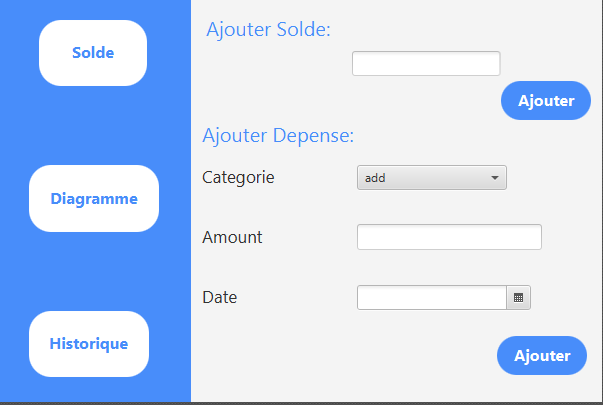 Solde
Diagramme
Historique
Ajouter Solde:
Ajouter
Ajouter Depense:
Categorie
add
Amount
Date
Ajouter